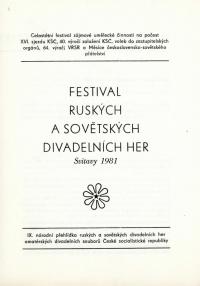 Celostátní festival zájmové umělecké činnosti na počest
XVI. sjezdu KSČ, 60. výročí založení KSČ, voleb do zastupitelských
orgánů, 64. výročí VŘSR a Měsíce československo-sovětského
přátelství
FESTIVAL
RUSKÝCH
A SOVĚTSKÝCH
DIVADELNÍCH HER
Svitavy 1981
IX. národní přehlídka ruských a sovětských divadelních her
amatérských divadelních souborů České socialistické republiky